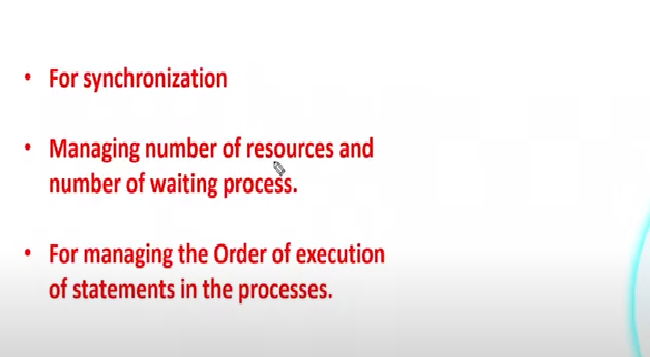 • For synchronization
• Managing number of resources and
number of waiting process.
• For managing the Order of execution
of statements in the processes.